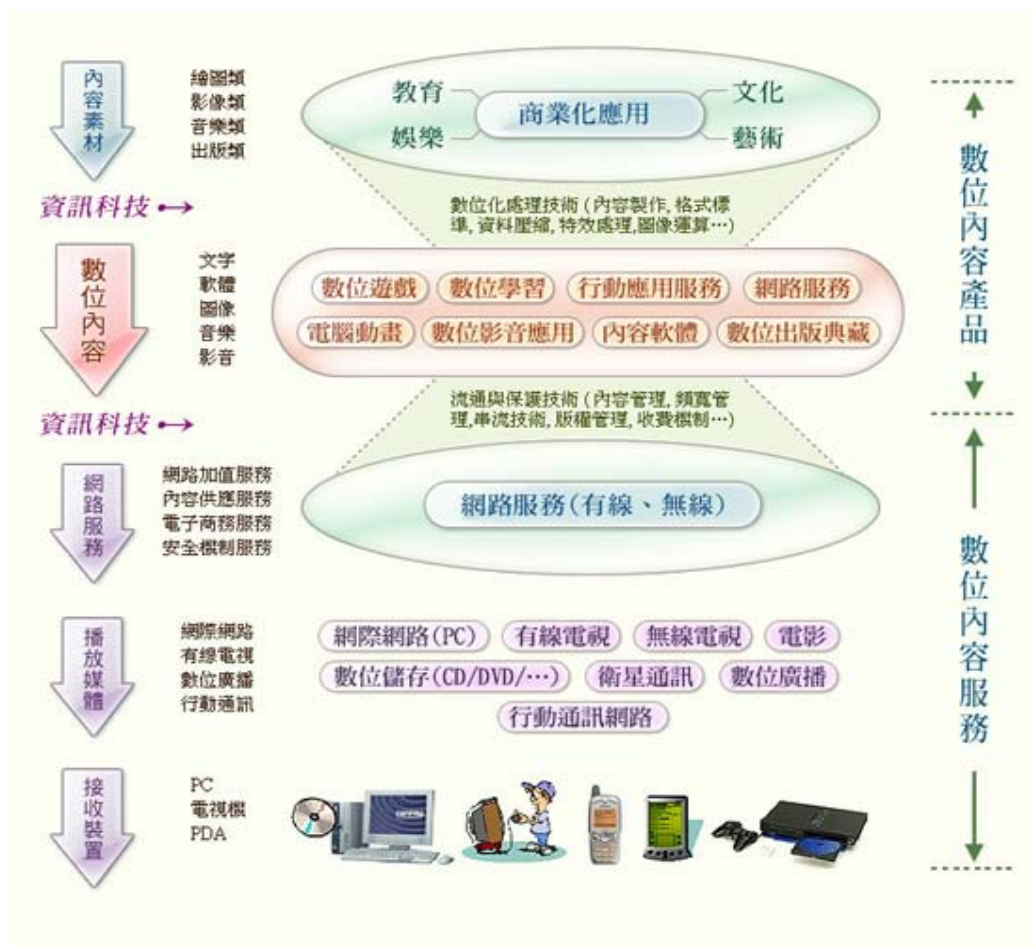 內容素材
繪圖類
影像類
音樂類
出版類
教育
娛樂
商業化應用
文化
藝術
資訊科技
數位化處理技術(內容製作,格式標
準,資料壓縮,特效處理,圖像運算…)
數位內容
文字
軟體
圖像
音樂
影音
數位遊戲 數位學習 行動應用服務 網路服務
電腦動畫 數位影音應用 內容軟體 數位出版典藏
資訊科技
流通與保護技術(內容管理,頻寬管
理,串流技術,版權管理,收費機制…)
網路服務
網路加值服務
內容供應服務
電子商務服務
安全機制服務
網路服務(有線、無線)
播放媒體
網際網路
有線電視
數位廣播
行動通訊
網際網路(PC) 有線電視 無線電視 電影
數位儲存(CD/DVD/…) 衛星通訊 數位廣播
行動通訊網路
接收裝置
PC
電視機
PDA
數位內容產品
數位內容服務